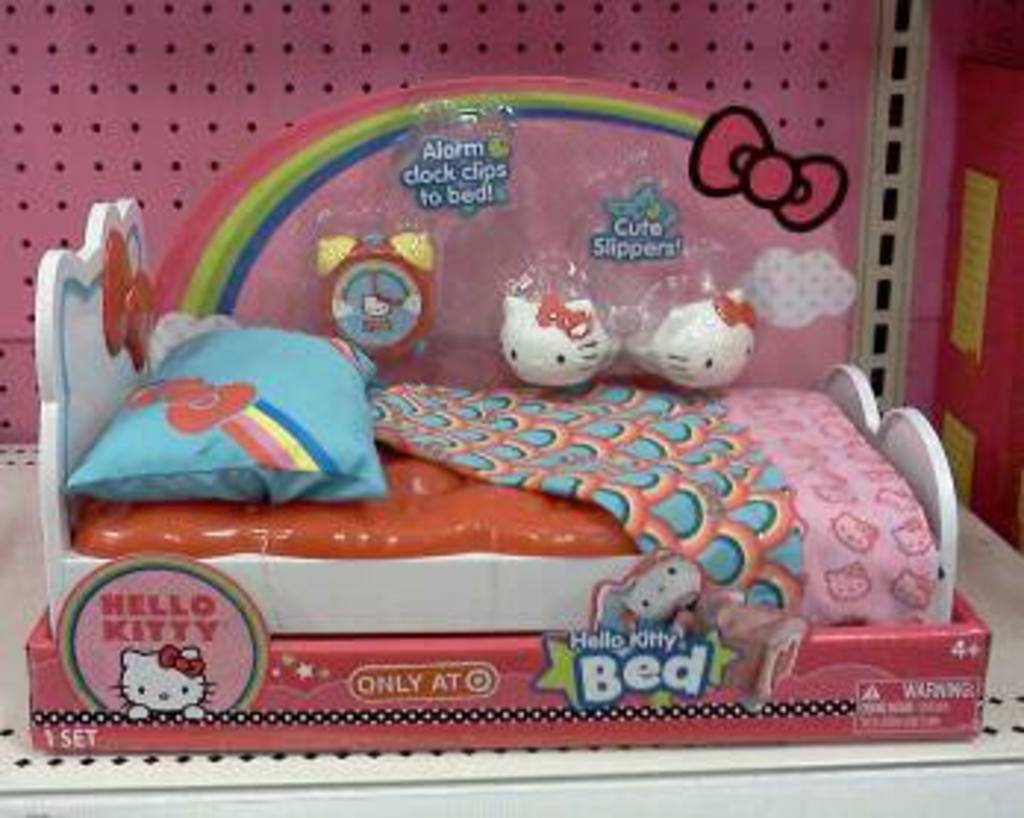 Alarm
clock clips
to bed!
Cute
Slippers!
HELLO
KITTY
ONLY AT
Hello Kitty
Bed
4+
WARNING:
1 SET